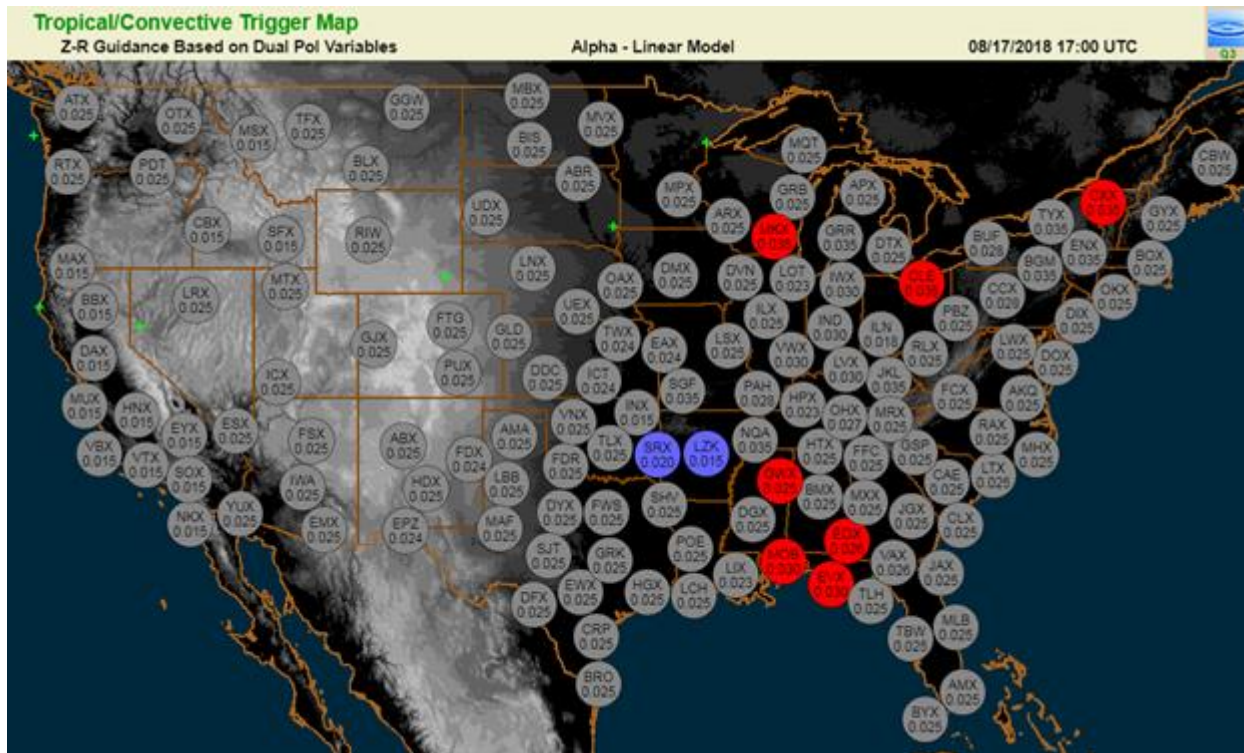 Tropical/Convective Trigger Map
Z-R Guidance Based on Dual Pol Variables
Alpha - Linear Model
08/17/2018 17:00 UTC
Q3
ATX
0.025
OTX
0.025
MSX
0.015
TFX
0.025
GGW
0.025
MBX
0.025
MVX
0.025
BIS
0.025
MQT
0.025
CBW
0.025
RTX
0.025
PDT
0.025
BLX
0.025
ABR
0.025
MPX
0.025
GRB
0.025
APX
0.025
0.035
GYX
0.025
CBX
0.015
SFX
0.015
RIW
0.025
UDX
0.025
ARX
0.025
0.035
GRR
0.035
DTX
0.025
BUF
0.028
TYX
0.035
ENX
0.035
BOX
0.025
MAX
0.015
MTX
0.025
LNX
0.025
OAX
0.025
DMX
0.025
DVN
0.025
LOT
0.023
IWX
0.030
CLE
0.035
BGM
0.035
CCX
0.028
OKX
0.025
BBX
0.015
LRX
0.025
UEX
0.025
ILX
0.025
PBZ
0.025
DIX
0.025
FTG
0.025
GLD
0.025
TWX
0.024
EAX
0.024
LSX
0.025
VWX
0.030
IND
0.030
ILN
0.018
RLX
0.025
LWX
0.025
DOX
0.025
DAX
0.015
GJX
0.025
PUX
0.025
DDC
0.025
ICT
0.024
SGF
0.035
PAH
0.028
LVX
0.030
JKL
0.035
FCX
0.025
AKQ
0.025
MUX
0.015
HNX
0.015
ICX
0.025
VNX
0.025
INX
0.015
HPX
0.023
OHX
0.027
MRX
0.025
RAX
0.025
EYX
0.015
ESX
0.025
FSX
0.025
ABX
0.025
FDX
0.024
AMA
0.025
TLX
0.025
SRX
0.020
LZK
0.015
NQA
0.035
HTX
0.025
FFC
0.025
GSP
0.025
MHX
0.025
VBX
0.015
VTX
0.015
SOX
0.015
IWA
0.025
HDX
0.025
LBB
0.025
FDR
0.025
GWX
0.025
BMX
0.025
MXX
0.025
CAE
0.025
LTX
0.025
NKX
0.015
YUX
0.025
EMX
0.025
EPZ
0.024
MAF
0.025
DYX
0.025
FWS
0.025
SHV
0.025
DGX
0.025
JGX
0.025
CLX
0.025
SJT
0.025
GRK
0.025
POE
0.025
LIX
0.023
MOB
0.030
EOX
0.026
VAX
0.026
JAX
0.025
DFX
0.025
EWX
0.025
HGX
0.025
LCH
0.025
EVX
0.030
TLH
0.025
CRP
0.025
TBW
0.025
MLB
0.025
BRO
0.025
AMX
0.025
BYX
0.025